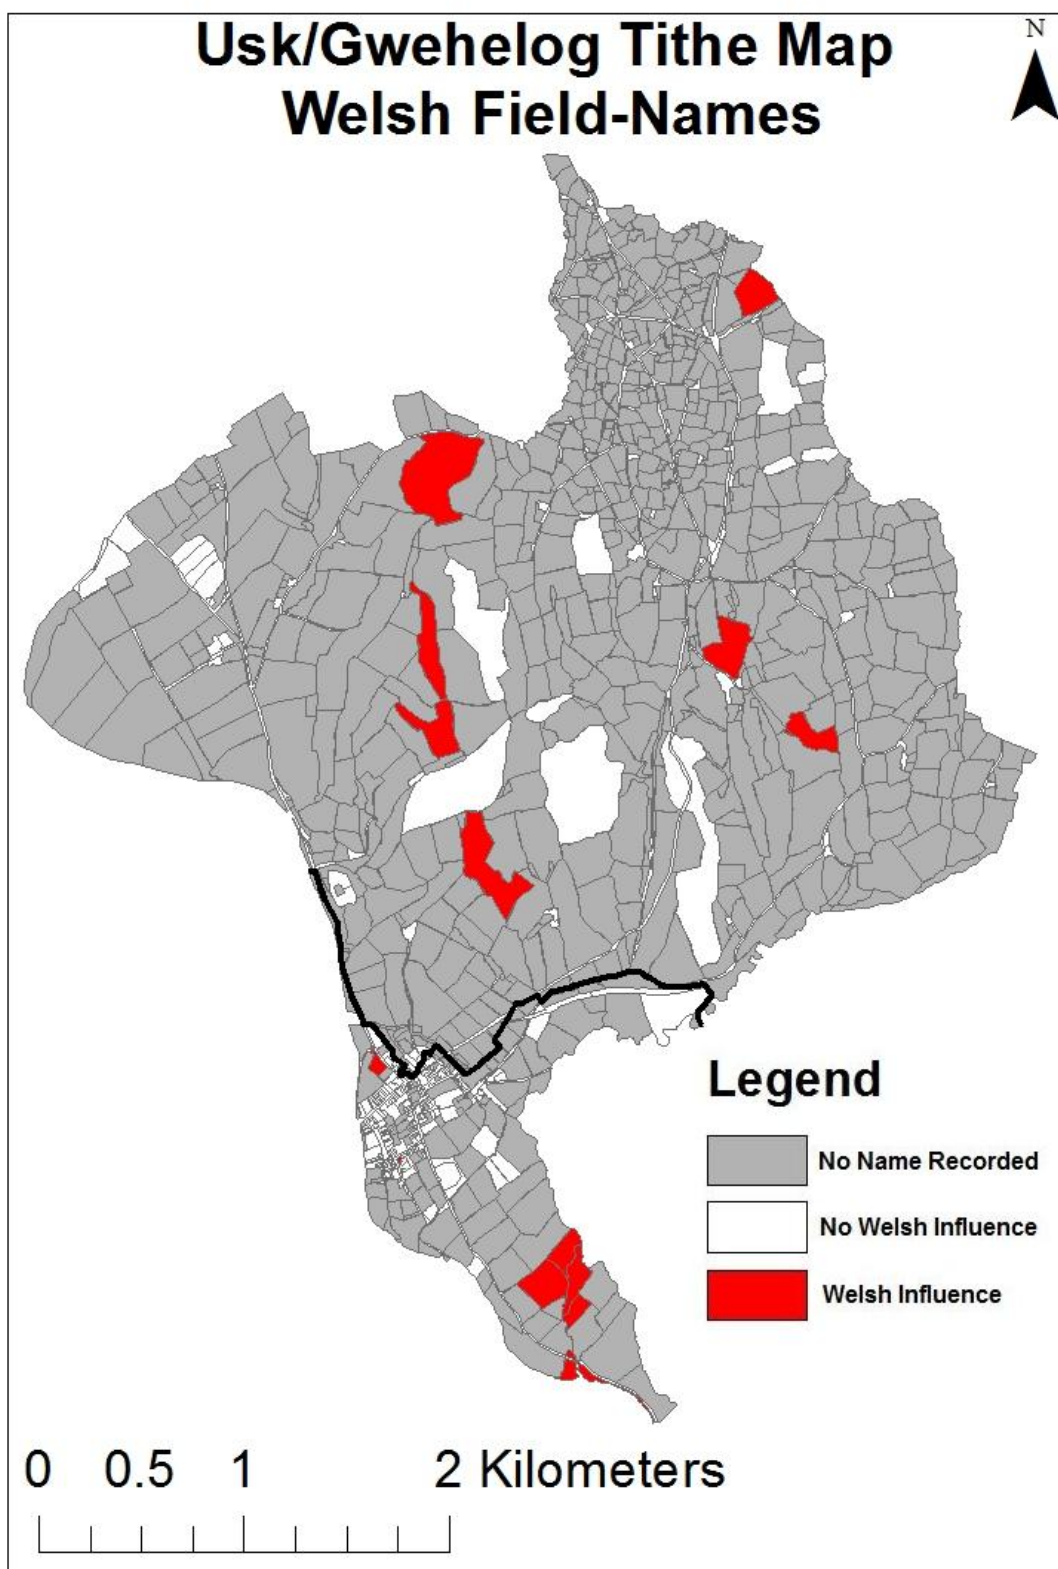 Usk/Gwehelog Tithe Map
Welsh Field-Names
N
Legend
No Name Recorded
No Welsh Influence
Welsh Influence
0 0.5 1 2 Kilometers